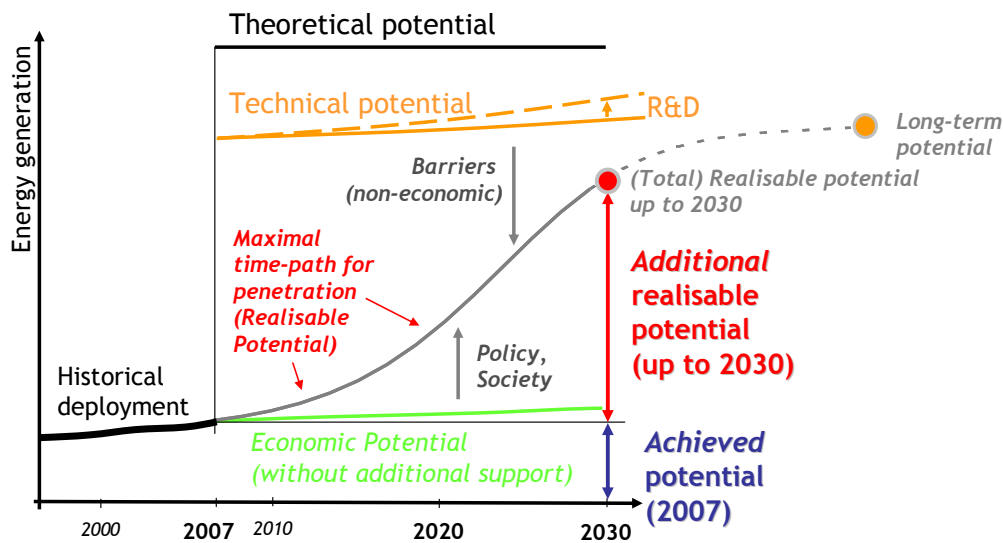 Theoretical potential
Energy generation
Technical potential
R&D
Long-term
potential
Barriers
(non-economic)
(Total) Realisable potential
up to 2030
Maximal
time-path for
penetration
(Realisable
Potential)
Additional
realisable
potential
(up to 2030)
Policy,
Society
Historical
deployment
Economic Potential
(without additional support)
Achieved
potential
(2007)
2000
2007
2010
2020
2030